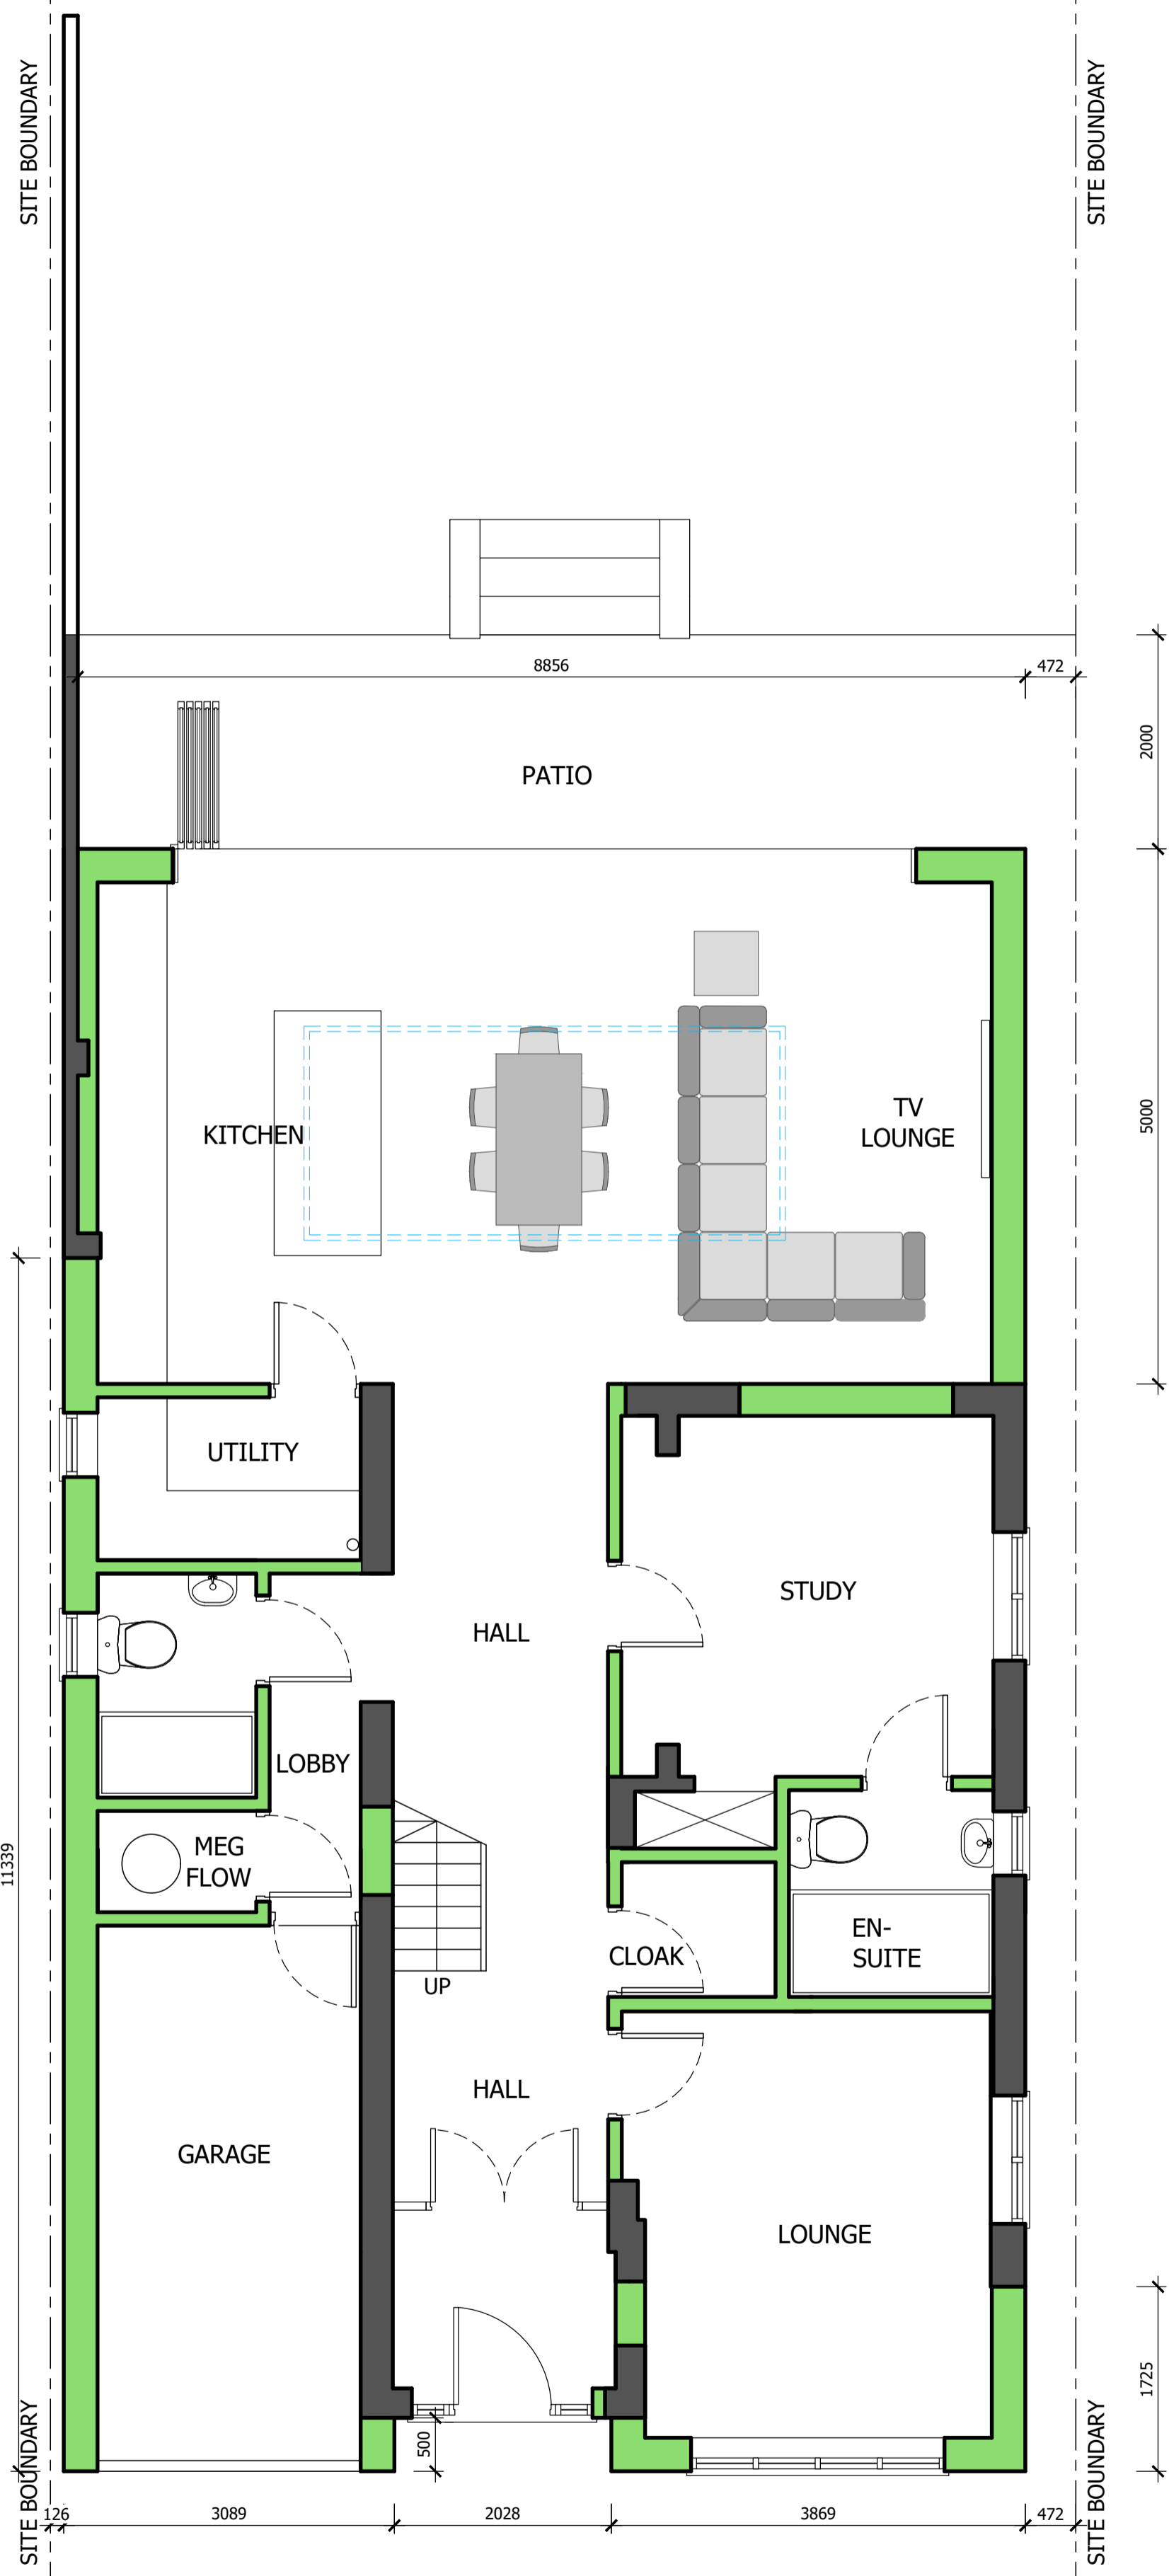 SITE BOUNDARY
SITE BOUNDARY
8856
472
2000
PATIO
5000
KITCHEN
TV
LOUNGE
UTILITY
STUDY
HALL
LOBBY
MEG
FLOW
11339
EN-
SUITE
CLOAK
UP
HALL
GARAGE
LOUNGE
1725
500
SITE BOUNDARY
SITE BOUNDARY
126
3089
2028
3869
472